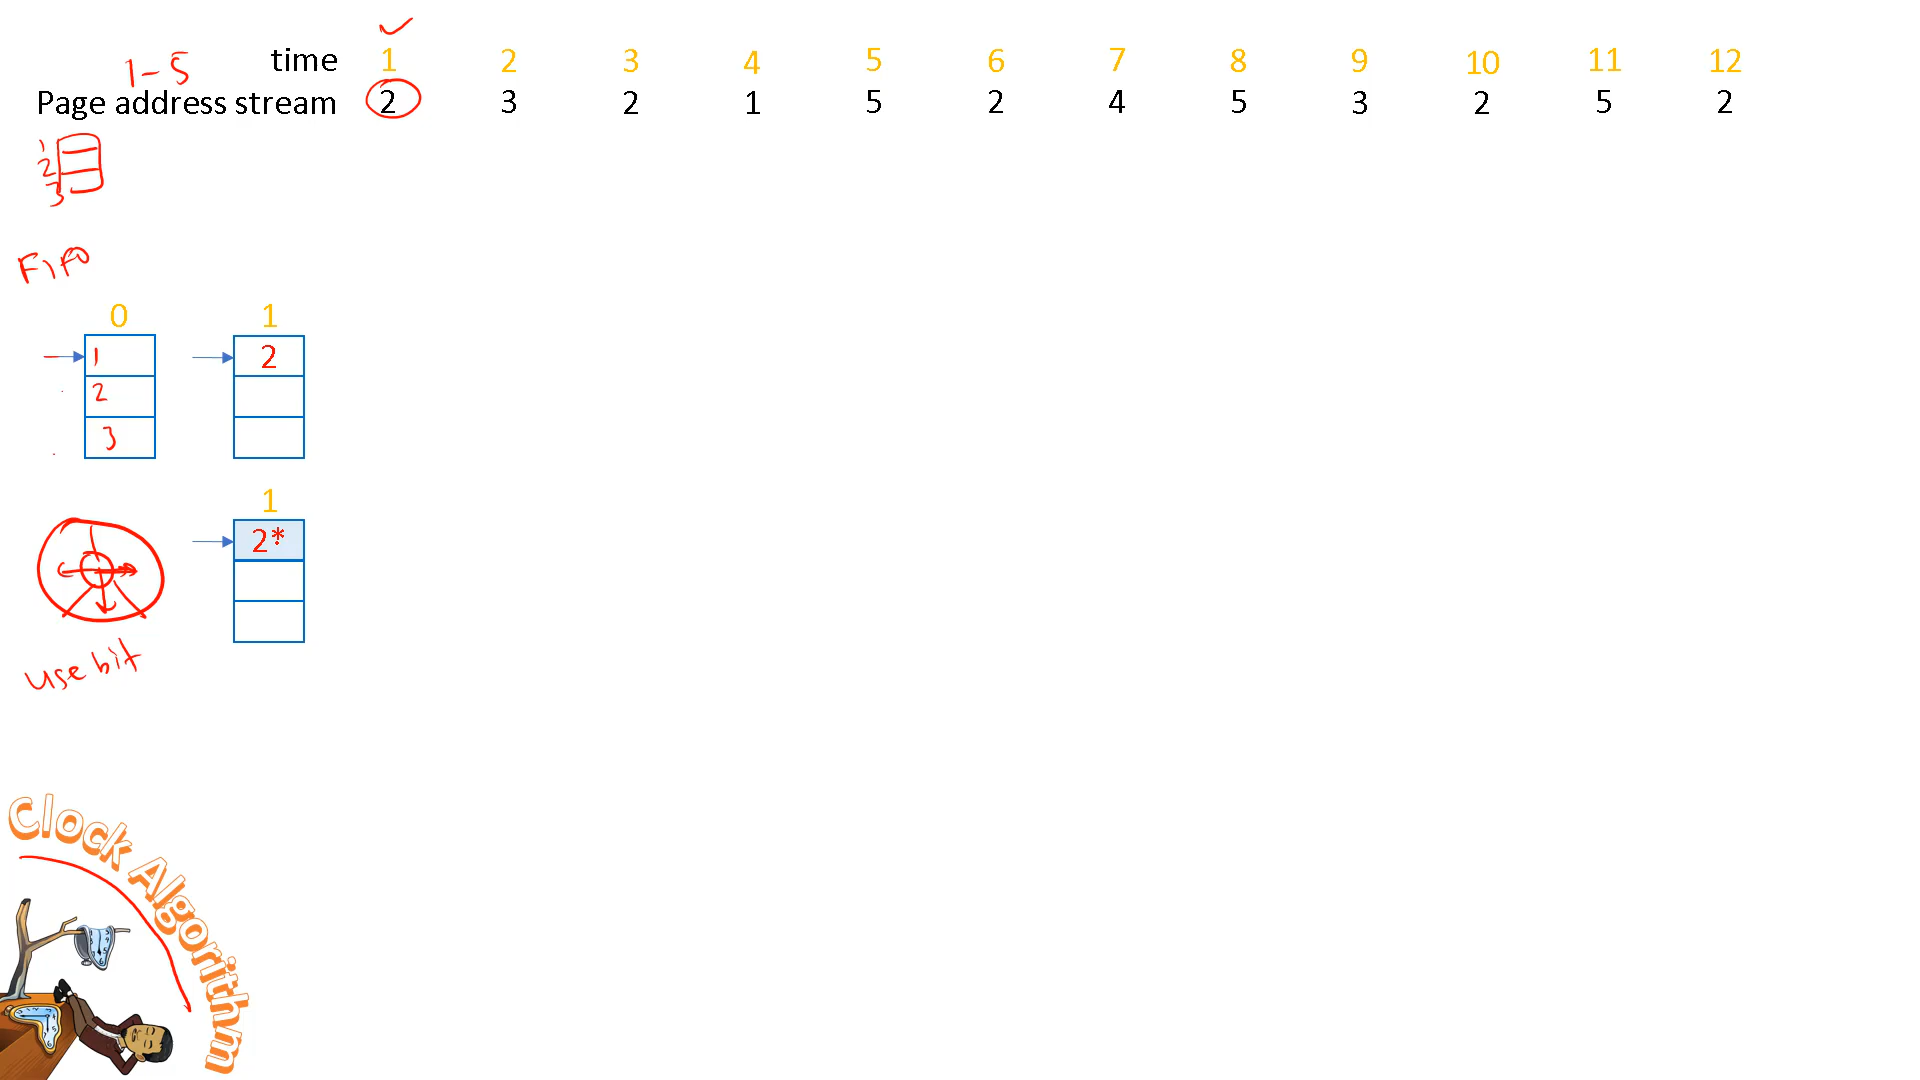 time 1 2 3 4 5 6 7 8 9 10 11 12
1-5
Page address stream 2 3 2 1 5 2 4 5 3 2 5 2
1
2
3
FIFO
0 1
1 2
2
3
1
2*
use bit
Clock Algorithm